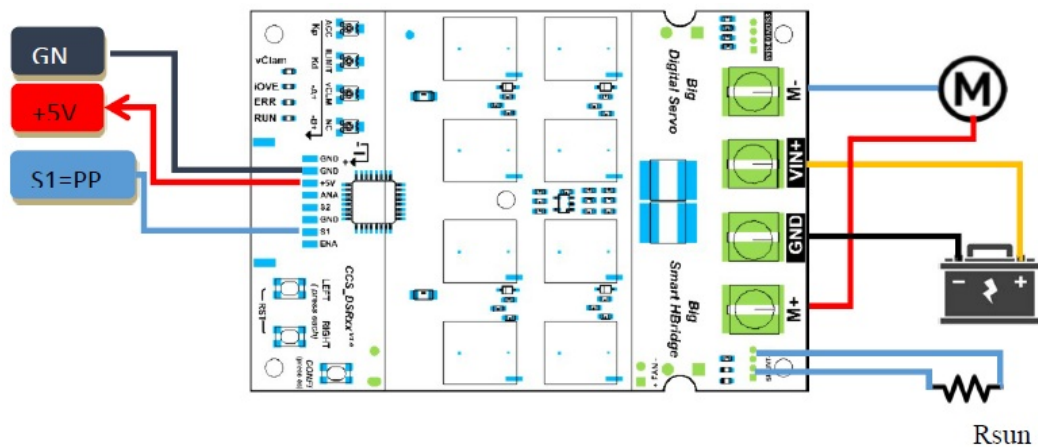 GN
+5V
S1=PP
vClam
iOVE
ERR
RUN
Kp
Kd
-A+
-B+
ACC
ILIMIT
vCLM
NC
GND
GND
+5V
ANA
S2
GND
S1
ENA
RST
LEFT
RIGHT
CCS_DSRxx
Big
Digital Servo
Big
Smart HBridge
+ FAN -
M-
VIN+
GND
M+
M
- +
Rsun